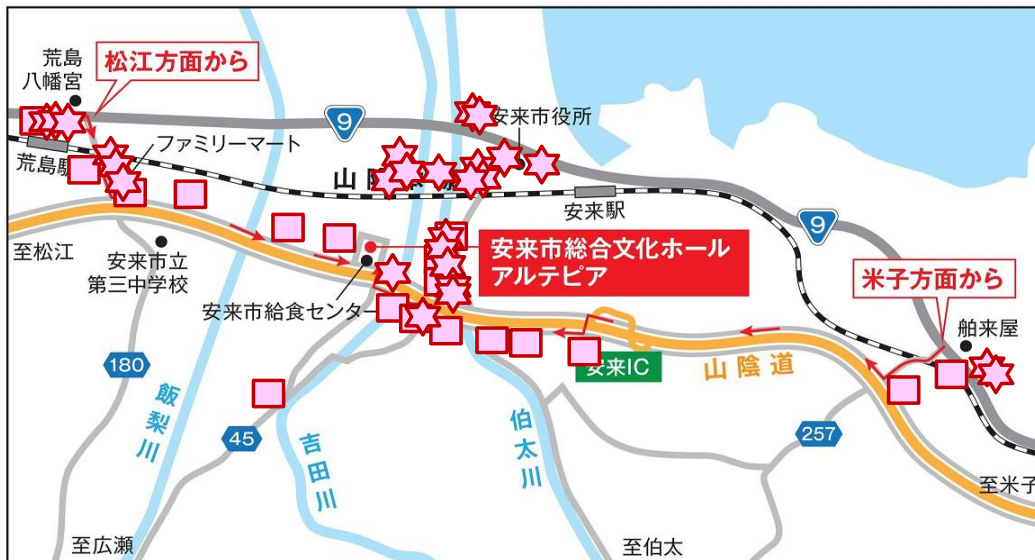 荒島
八幡宮
松江方面から
9
安来市役所
ファミリーマート
荒島駅
山陰
安来駅
9
至松江
安来市立
第三中学校
安来市総合文化ホール
アルテピア
米子方面から
安来市給食センター
舶来屋
180
安来IC
山陰道
飯梨川
45
吉田川
伯太川
257
至米子
至広瀬
至伯太